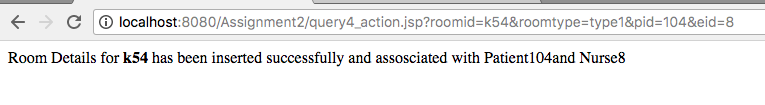 localhost:8080/Assignment2/query4_action.jsp?roomid=k54&roomtype=type1&pid=104&eid=8
Room Details for k54 has been inserted successfully and assosciated with Patient104and Nurse8